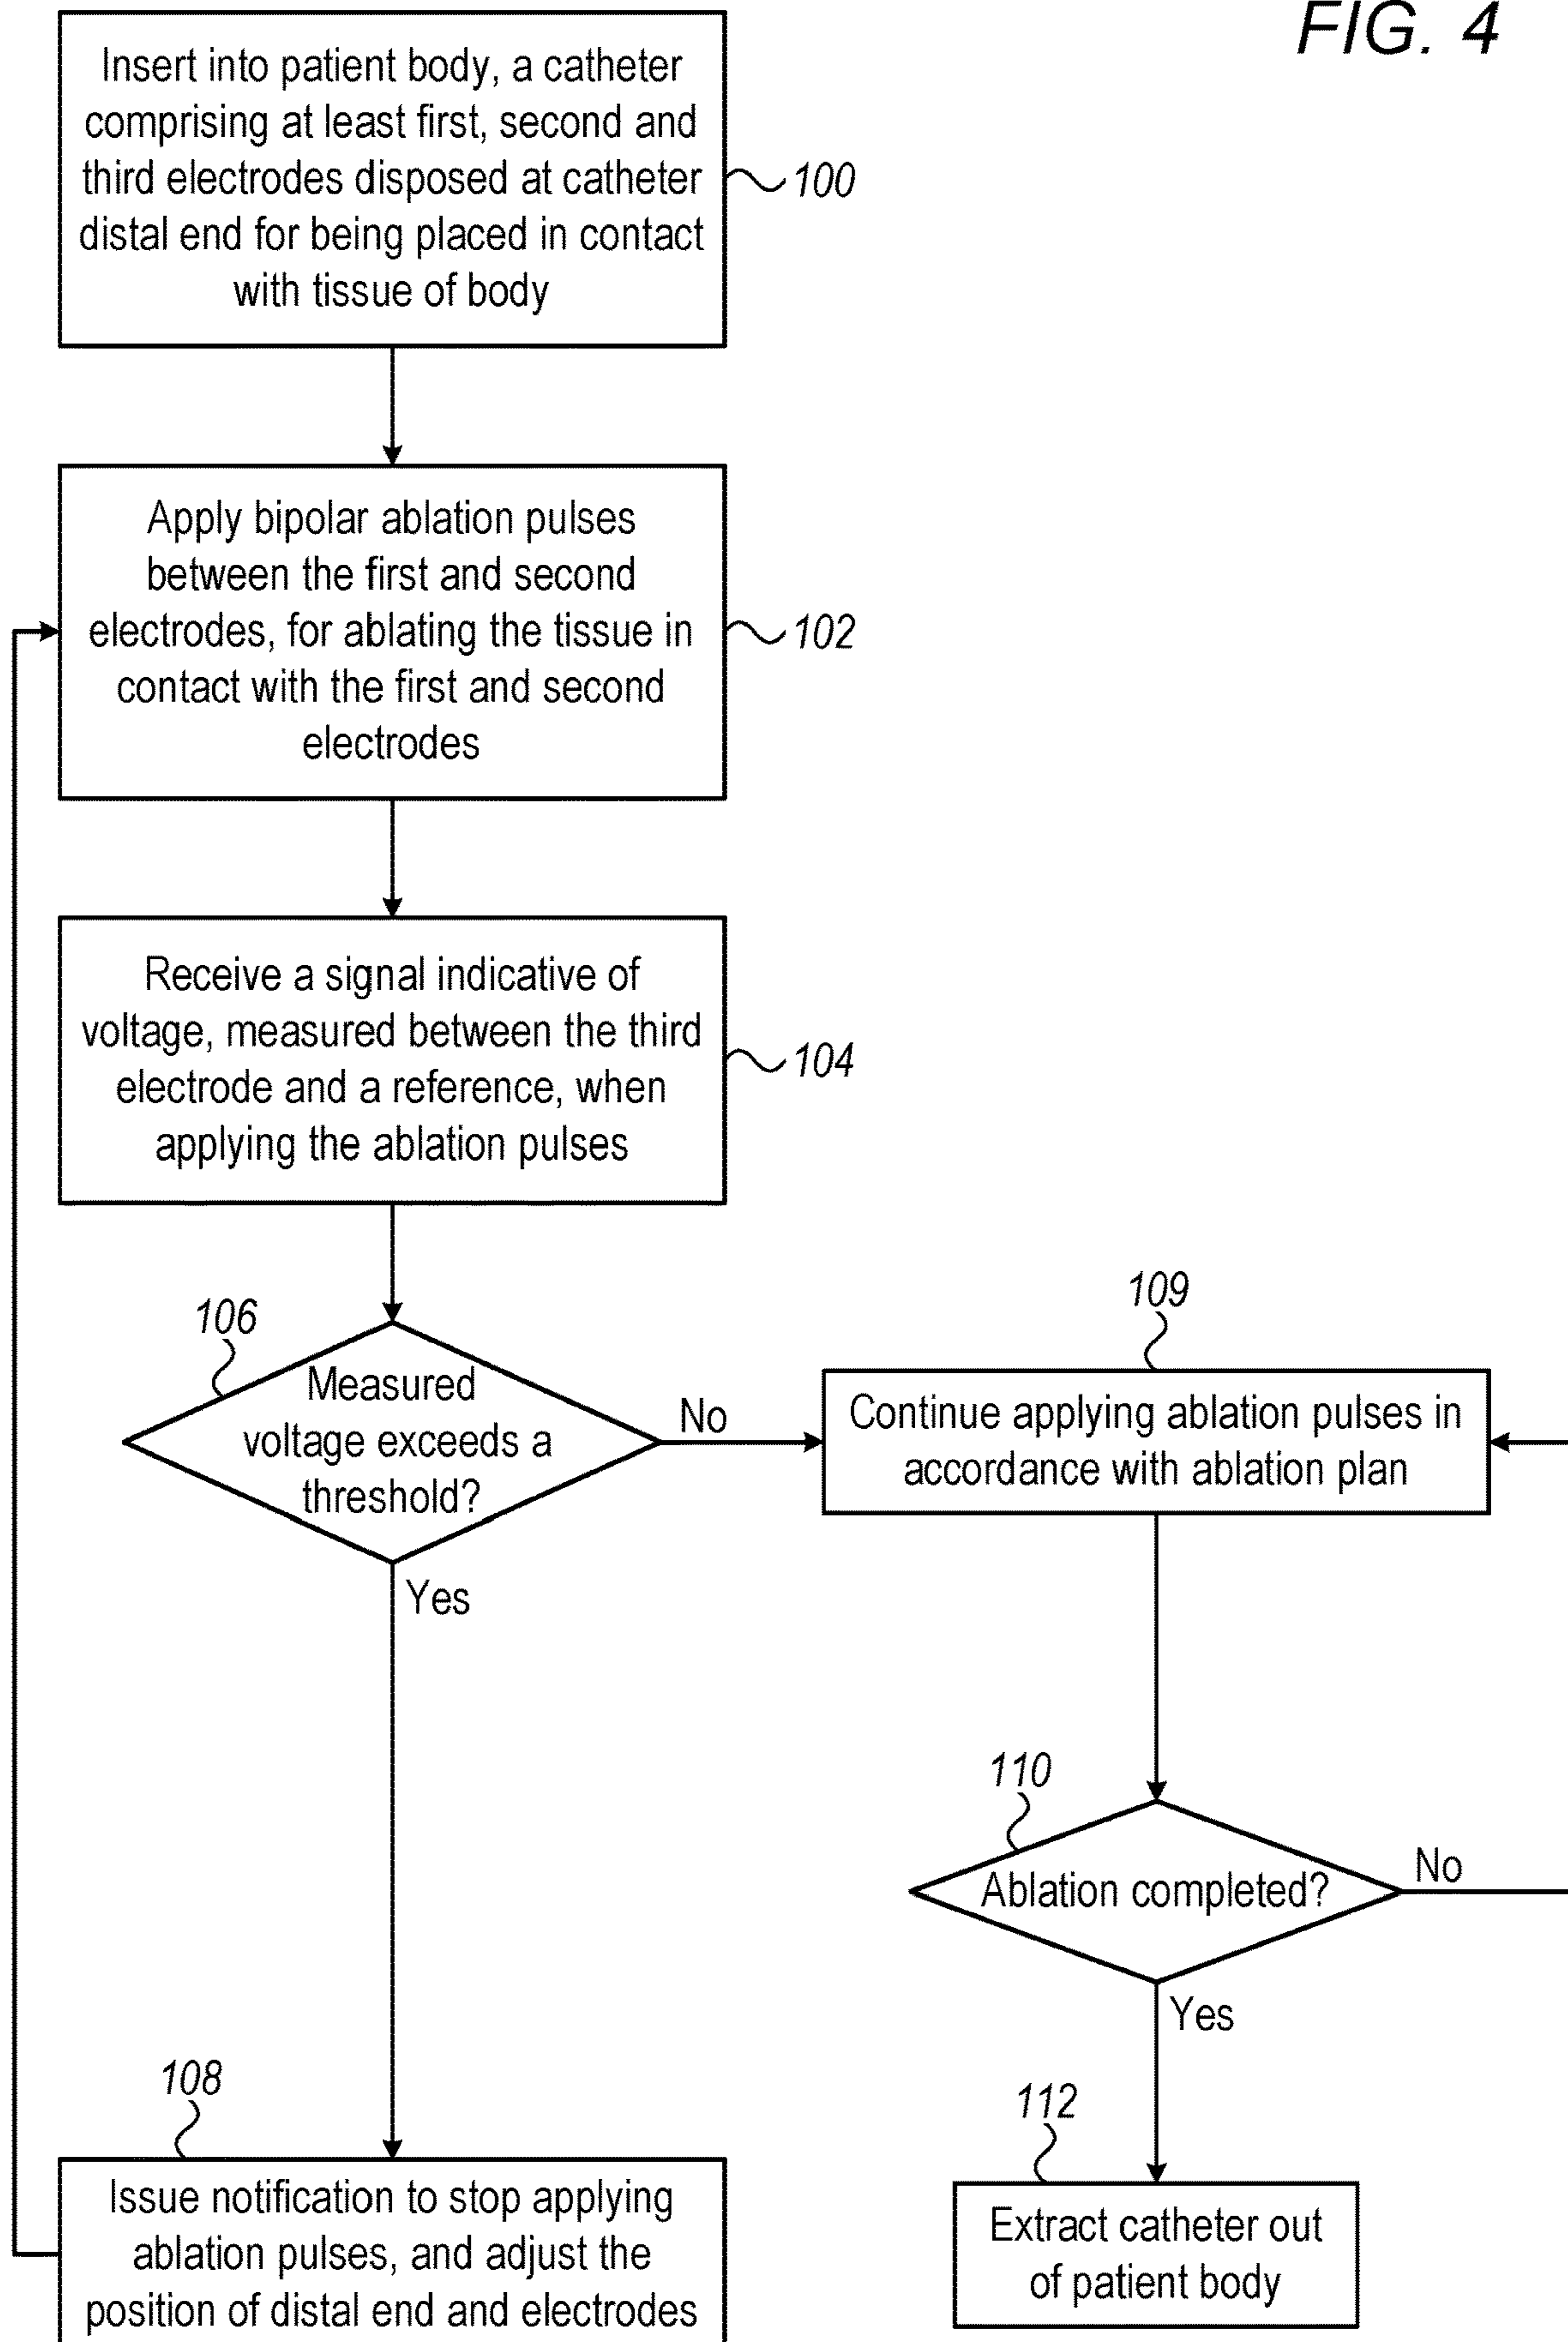 FIG. 4
Insert into patient body, a catheter
comprising at least first, second and
third electrodes disposed at catheter
distal end for being placed in contact
with tissue of body
100
Apply bipolar ablation pulses
between the first and second
electrodes, for ablating the tissue in
contact with the first and second
electrodes
102
Receive a signal indicative of
voltage, measured between the third
electrode and a reference, when
applying the ablation pulses
104
106
Measured
voltage exceeds a
threshold?
No
Yes
109
Continue applying ablation pulses in
accordance with ablation plan
110
Ablation completed?
No
Yes
108
Issue notification to stop applying
ablation pulses, and adjust the
position of distal end and electrodes
112
Extract catheter out
of patient body